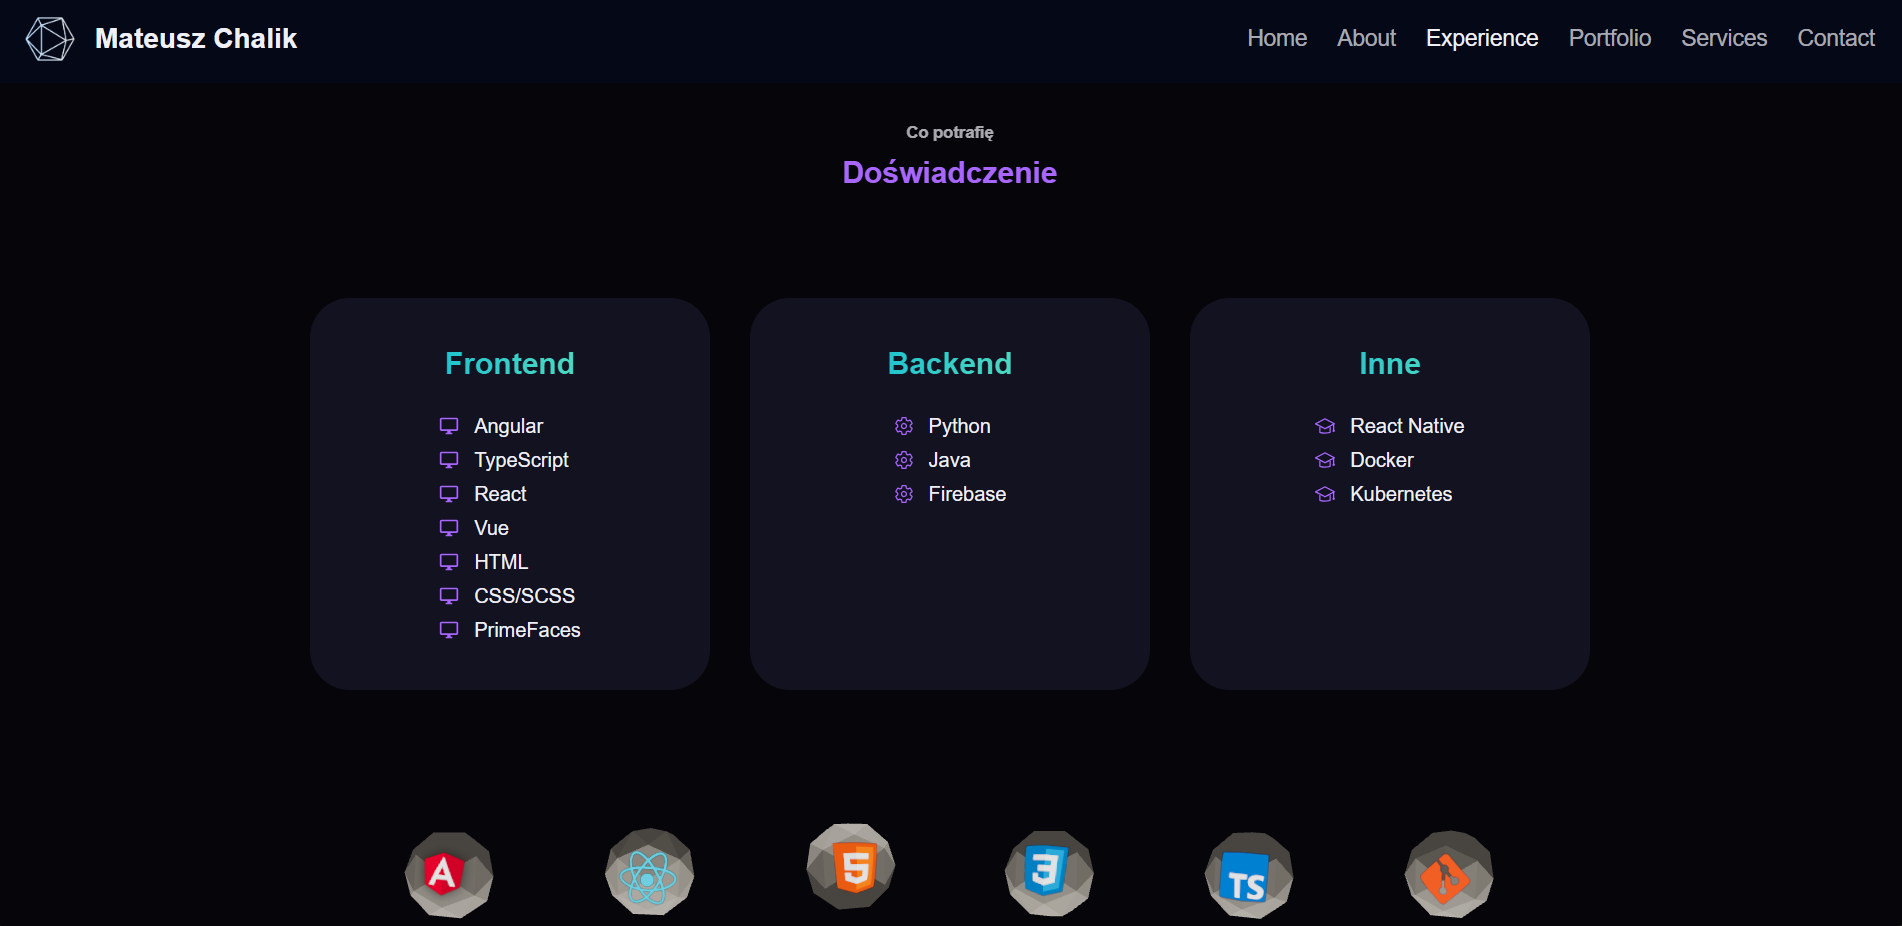 Mateusz Chalik
Home About Experience Portfolio Services Contact
Co potrafię
Doświadczenie
Frontend
Angular
TypeScript
React
Vue
HTML
CSS/SCSS
PrimeFaces
Backend
Python
Java
Firebase
Inne
React Native
Docker
Kubernetes
A
5
3
TS